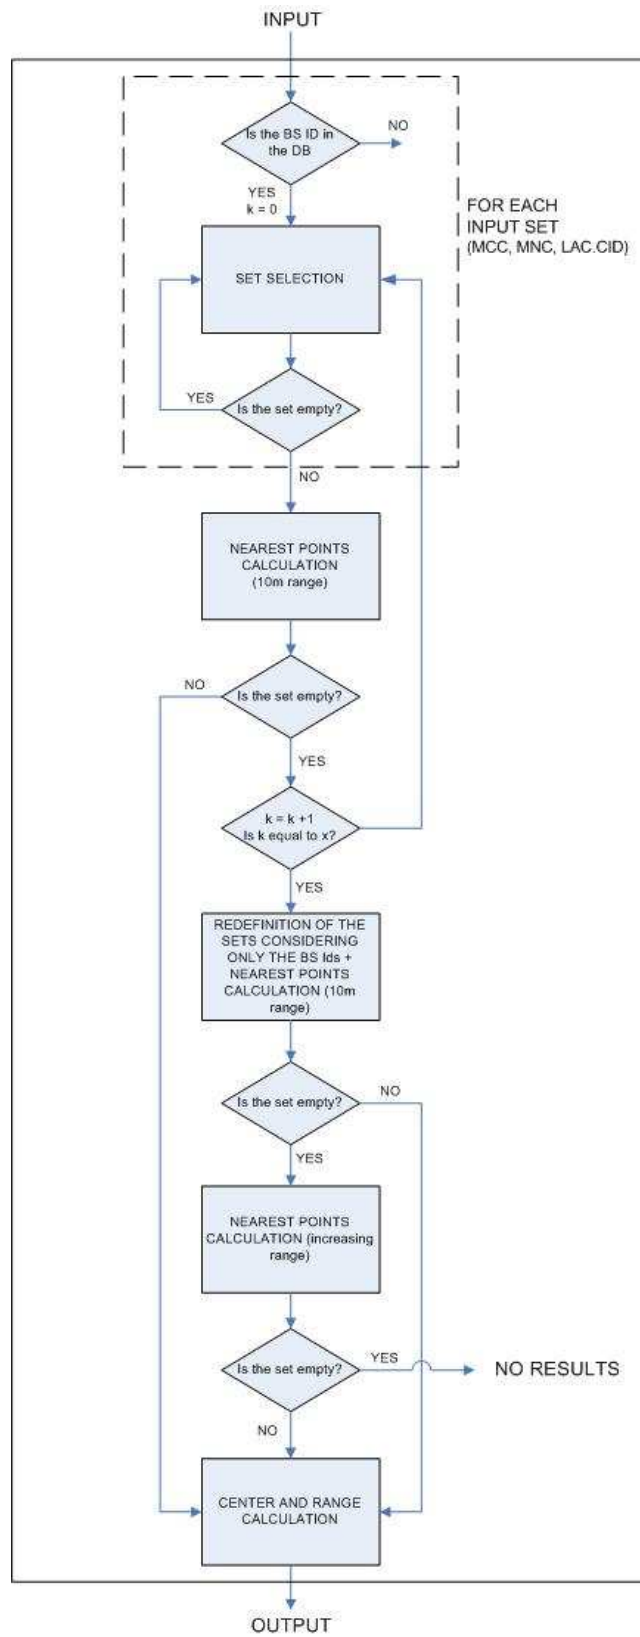 INPUT
Is the BS ID in
the DB
NO
YES
k = 0
FOR EACH
INPUT SET
(MCC, MNC, LAC.CID)
SET SELECTION
YES
Is the set empty?
NO
NEAREST POINTS
CALCULATION
(10m range)
NO
Is the set empty?
YES
k = k +1
Is k equal to x?
YES
REDEFINITION OF THE
SETS CONSIDERING
ONLY THE BS Ids +
NEAREST POINTS
CALCULATION (10m
range)
Is the set empty?
NO
YES
NEAREST POINTS
CALCULATION (increasing
range)
Is the set empty?
YES
NO RESULTS
NO
CENTER AND RANGE
CALCULATION
OUTPUT